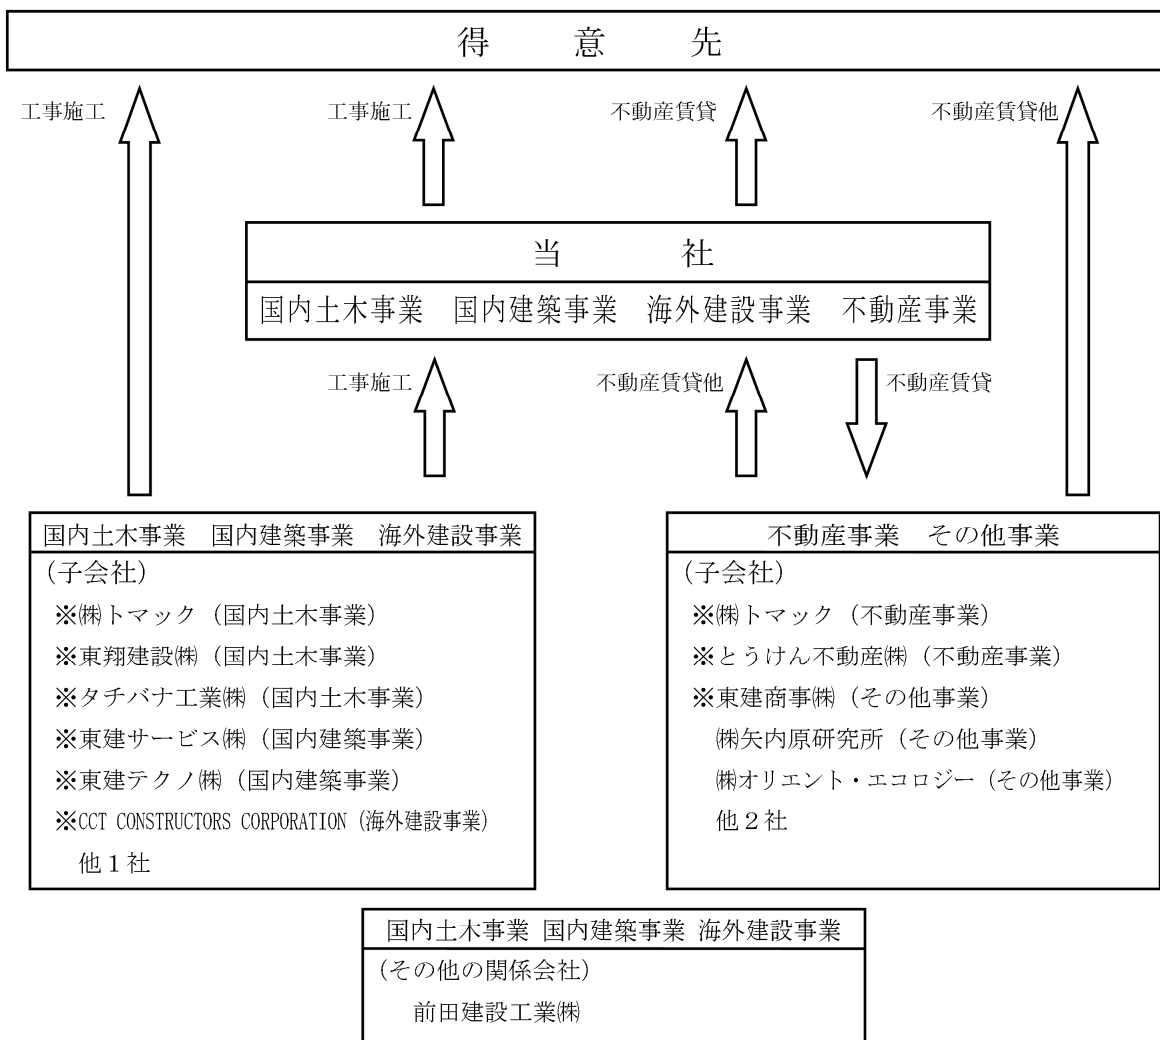 得意先
工事施工
工事施工
不動産賃貸
不動産賃貸他
当社
国内土木事業 国内建築事業 海外建設事業 不動産事業
工事施工
不動産賃貸他
不動産賃貸
国内土木事業 国内建築事業 海外建設事業
(子会社)
※㈱トマック(国内土木事業)
※東翔建設㈱(国内土木事業)
※タチバナ工業㈱(国内土木事業)
※東建サービス㈱(国内建築事業)
※東建テクノ㈱(国内建築事業)
※CCT CONSTRUCTORS CORPORATION(海外建設事業)
他1社
不動産事業 その他事業
(子会社)
※㈱トマック(不動産事業)
※とうけん不動産㈱(不動産事業)
※東建商事㈱(その他事業)
㈱矢内原研究所(その他事業)
㈱オリエント・エコロジー(その他事業)
他2社
国内土木事業 国内建築事業 海外建設事業
(その他の関係会社)
前田建設工業㈱